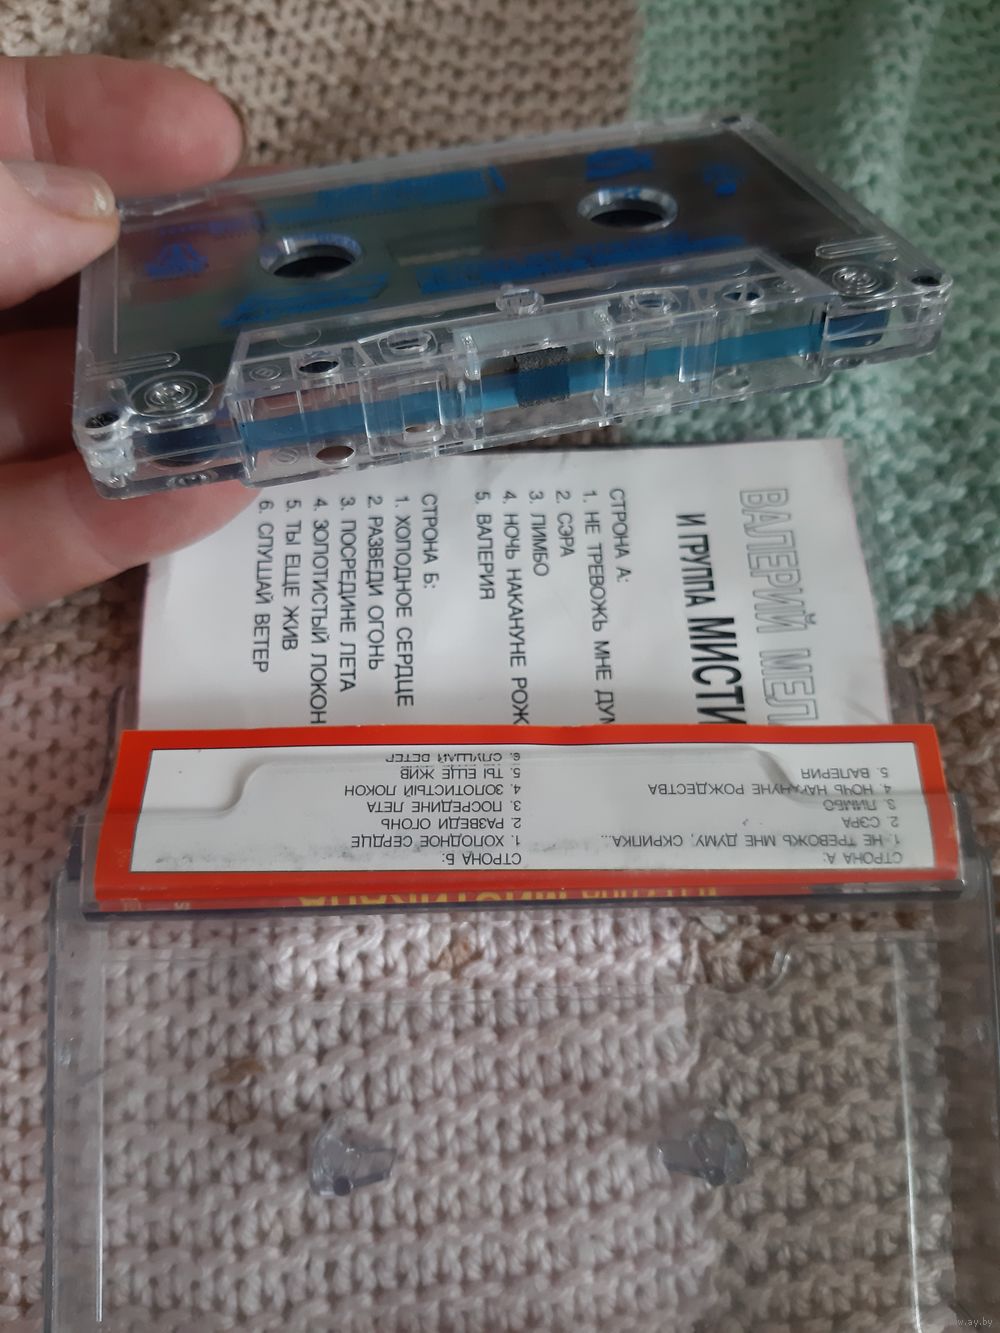 ВАЛЕРИЙ МЕЛ
И ГРУППА МИСТИ
СТРОНА А:
1. НЕ ТРЕВОЖЬ МНЕ ДУМ
2. СЭРА
3. ЛИМБО
4. НОЧЬ НАКАНУНЕ РОЖ
5. ВАЛЕРИЯ
СТРОНА Б:
1. ХОЛОДНОЕ СЕРДЦЕ
2. РАЗВЕДИ ОГОНЬ
3. ПОСРЕДИНЕ ЛЕТА
4. ЗОЛОТИСТЫЙ ЛОКОН
5. ТЫ ЕЩЕ ЖИВ
6. СЛУШАЙ ВЕТЕР
СТРОНА А:
1. НЕ ТРЕВОЖЬ МНЕ ДУМУ, СКРИПКА...
2. СЭРА
3. ЛИМБО
4. НОЧЬ НАКАНУНЕ РОЖДЕСТВА
5. ВАЛЕРИЯ
СТРОНА Б:
1. ХОЛОДНОЕ СЕРДЦЕ
2. РАЗВЕДИ ОГОНЬ
3. ПОСРЕДИНЕ ЛЕТА
4. ЗОЛОТИСТЫЙ ЛОКОН
5. ТЫ ЕЩЕ ЖИВ
6. СЛУШАЙ ВЕТЕР
И ГРУППА МИСТИКАНА